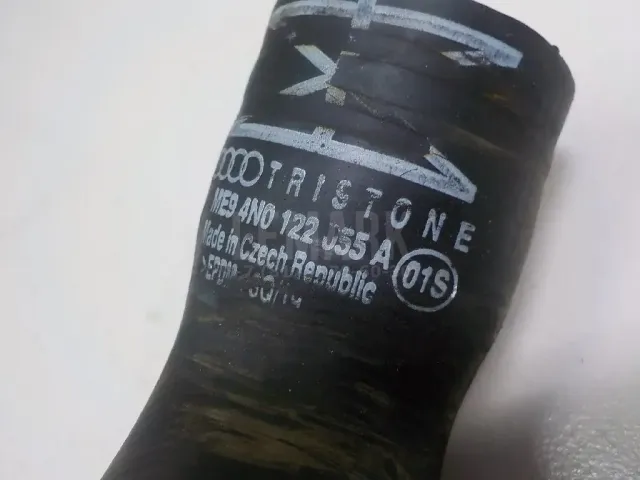 TRISTONE
ME9 4N0 122 055 A
Made in Czech Republic
01S